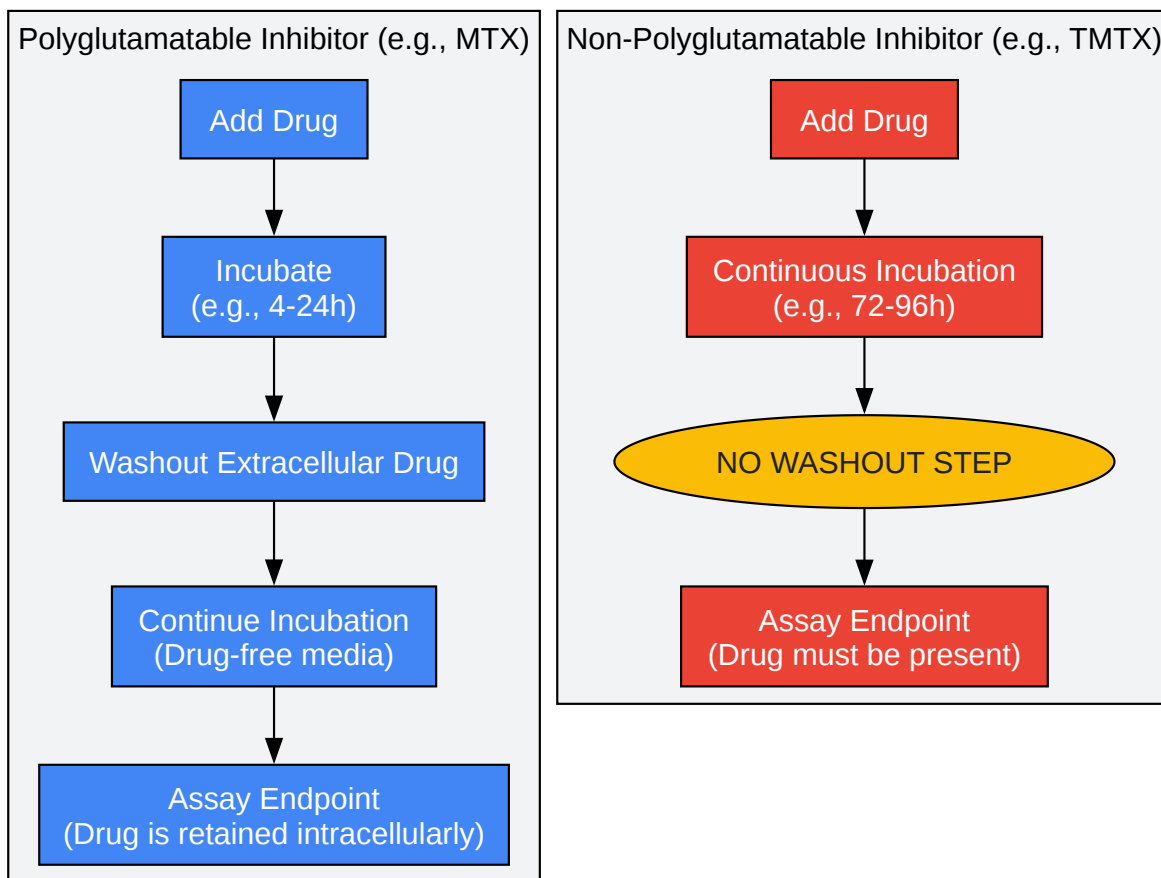 Polyglutamatable Inhibitor (e.g., MTX)
Add Drug
Incubate
(e.g., 4-24h)
Washout Extracellular Drug
Continue Incubation
(Drug-free media)
Assay Endpoint
(Drug is retained intracellularly)
Non-Polyglutamatable Inhibitor (e.g., TMTX)
Add Drug
Continuous Incubation
(e.g., 72-96h)
NO WASHOUT STEP
Assay Endpoint
(Drug must be present)